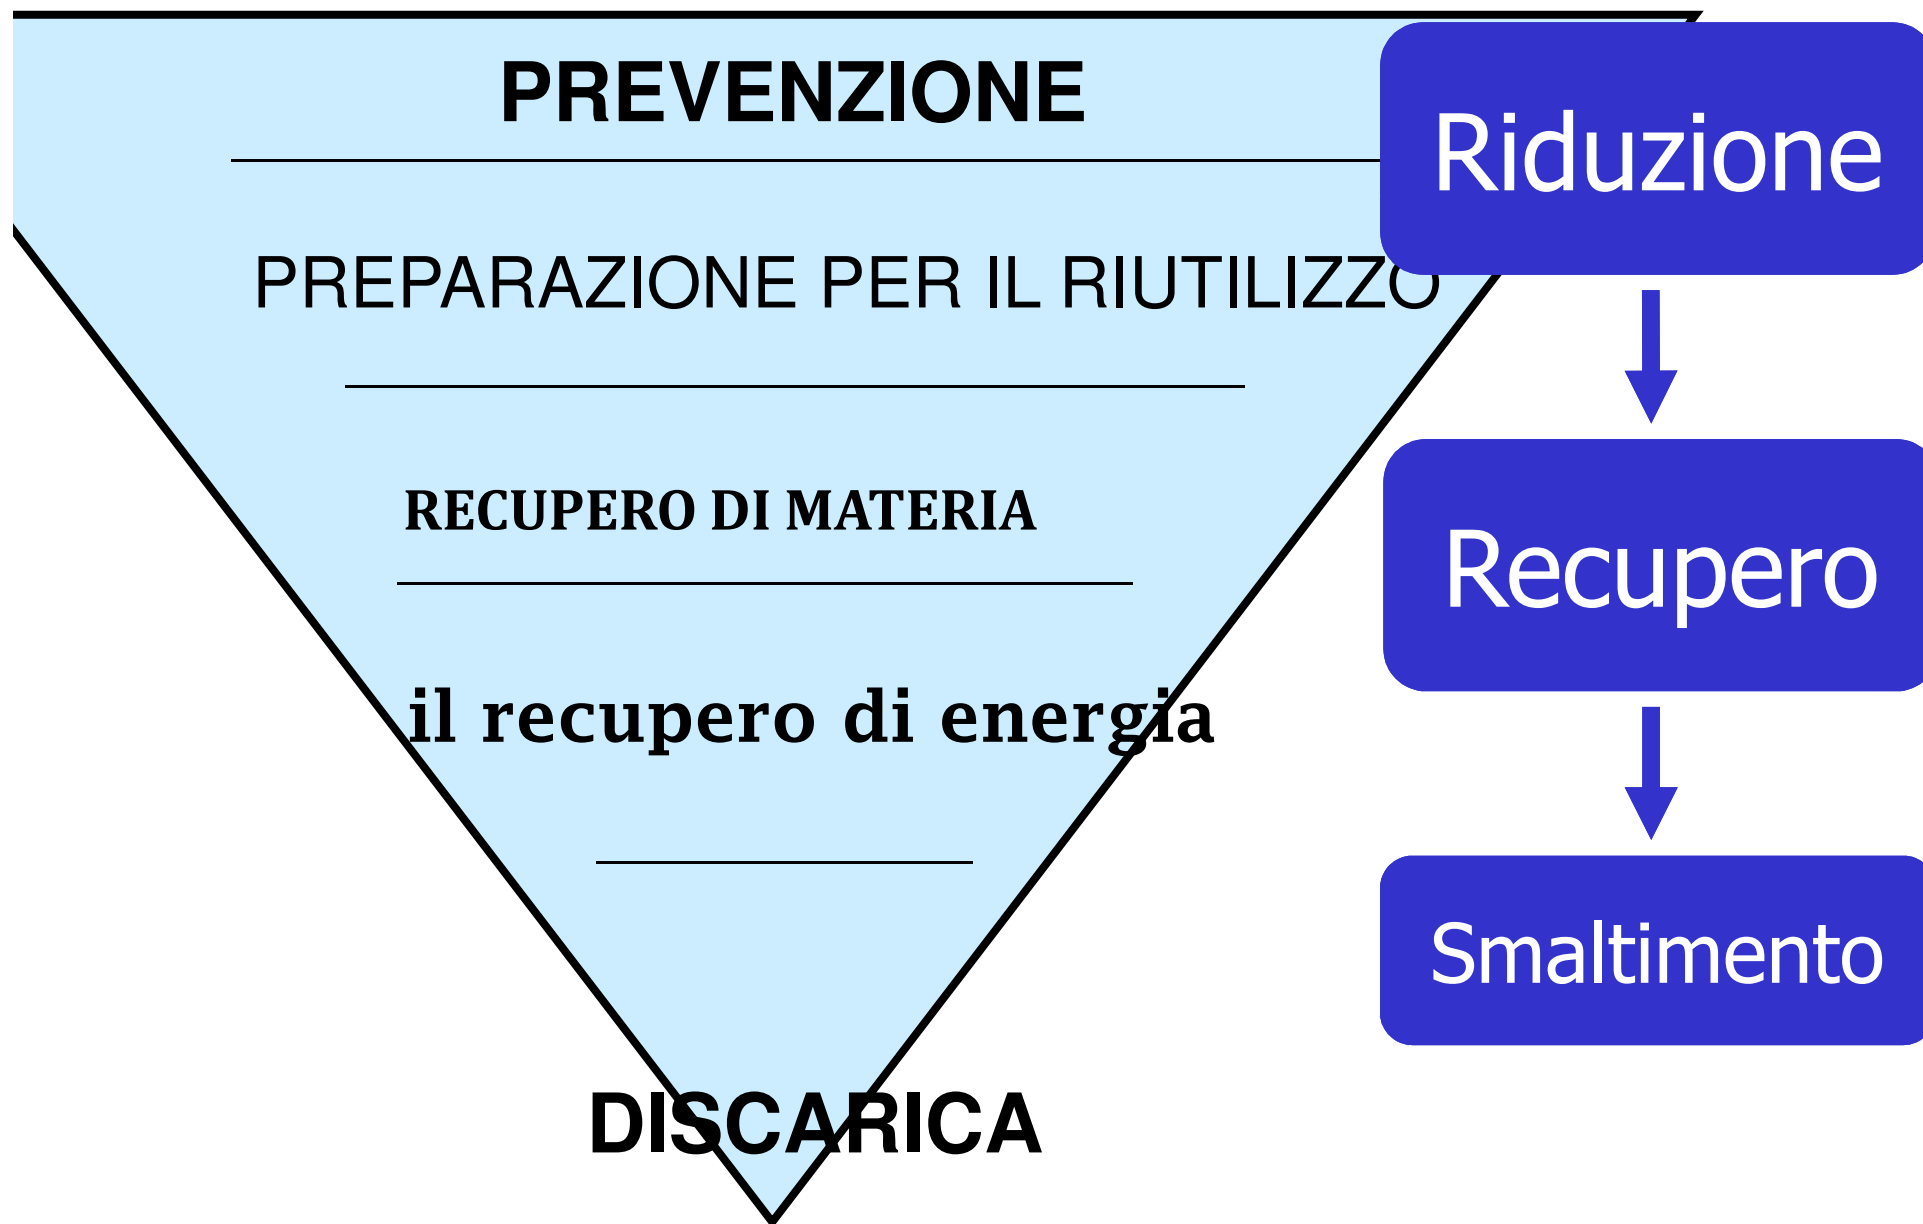 PREVENZIONE
PREPARAZIONE PER IL RIUTILIZZO
RECUPERO DI MATERIA
il recupero di energia
DISCARICA
Riduzione
Recupero
Smaltimento